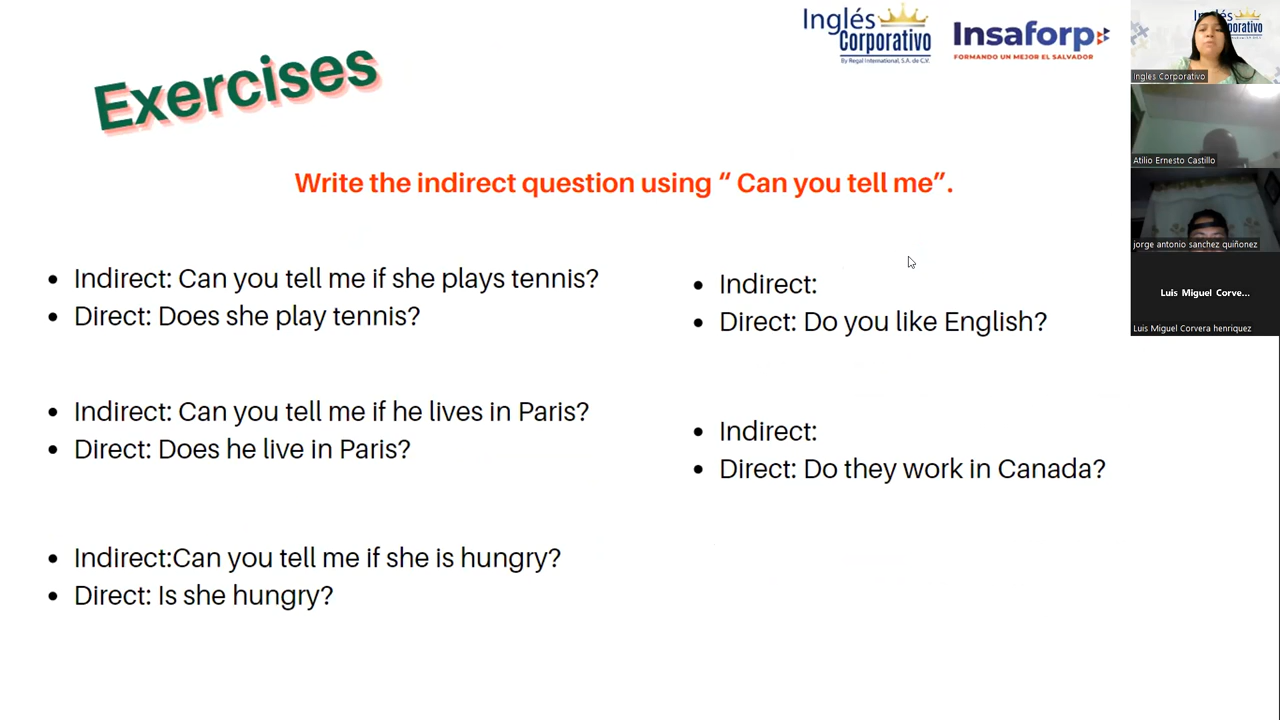 Exercises
Inglés
Corporativo
By Regal International, S.A. de C.V.
Insaforp
FORMANDO UN MEJOR EL SALVADOR
Write the indirect question using “ Can you tell me”.
Indirect: Can you tell me if she plays tennis?
Direct: Does she play tennis?
Indirect: Can you tell me if he lives in Paris?
Direct: Does he live in Paris?
Indirect:Can you tell me if she is hungry?
Direct: Is she hungry?
Indirect:
Direct: Do you like English?
Indirect:
Direct: Do they work in Canada?
Ingles Corporativo
Atilio Ernesto Castillo
jorge antonio sanchez quiñonez
Luis Miguel Corve...
Luis Miguel Corvera henriquez